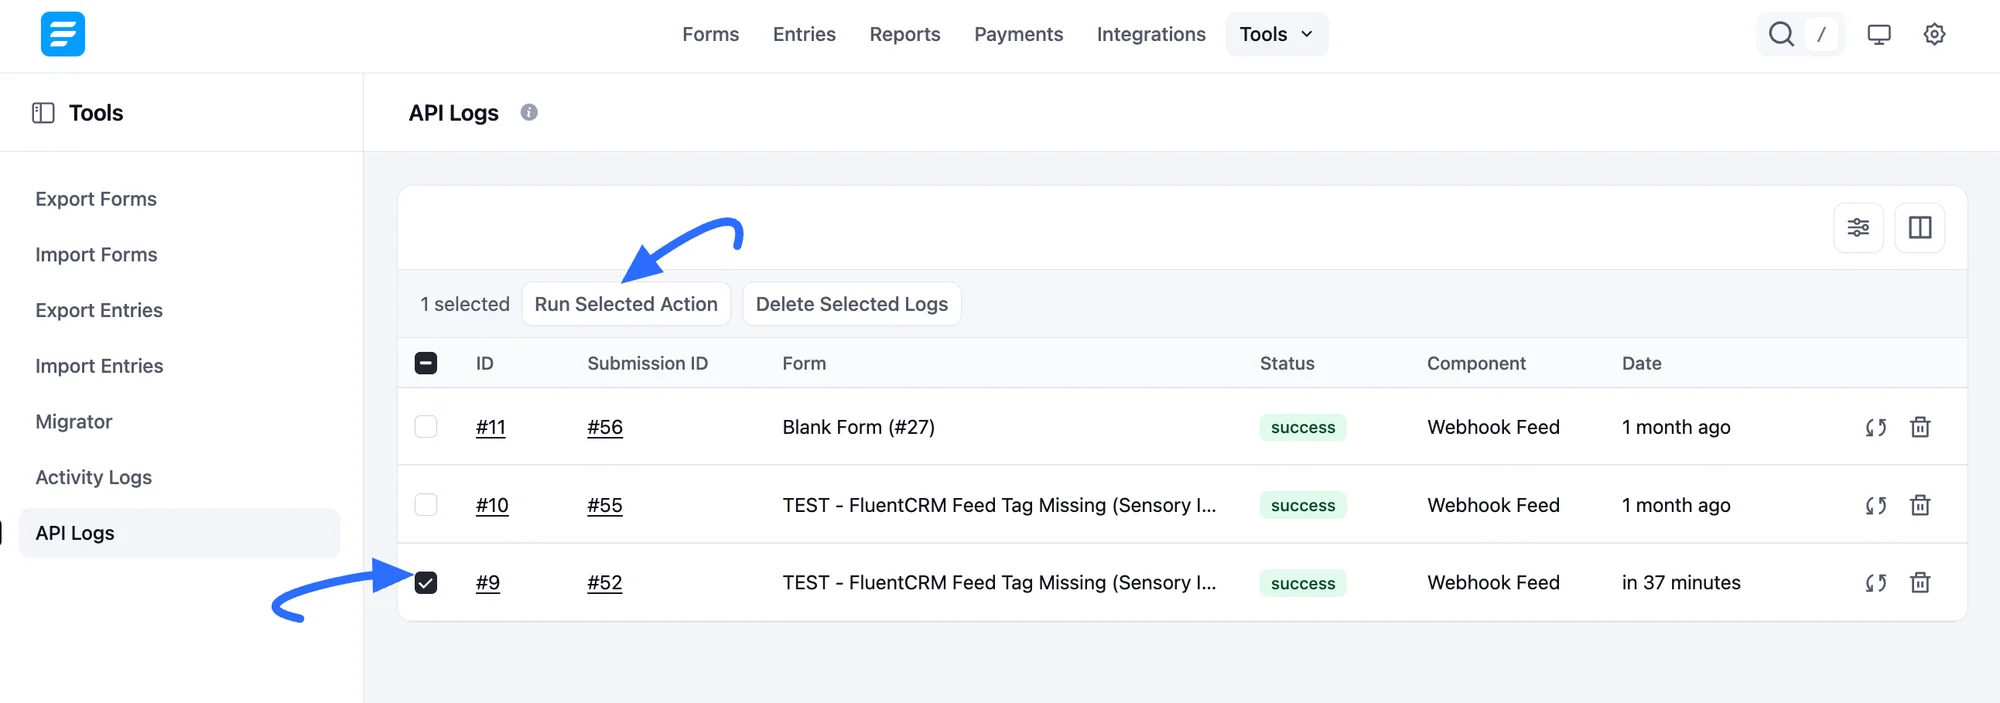 Forms Entries Reports Payments Integrations Tools /
Tools
API Logs
Export Forms
Import Forms
Export Entries
Import Entries
Migrator
Activity Logs
API Logs
1 selected Run Selected Action Delete Selected Logs
ID Submission ID Form Status Component Date
#11 #56 Blank Form (#27) success Webhook Feed 1 month ago
#10 #55 TEST - FluentCRM Feed Tag Missing (Sensory I... success Webhook Feed 1 month ago
#9 #52 TEST - FluentCRM Feed Tag Missing (Sensory I... success Webhook Feed in 37 minutes